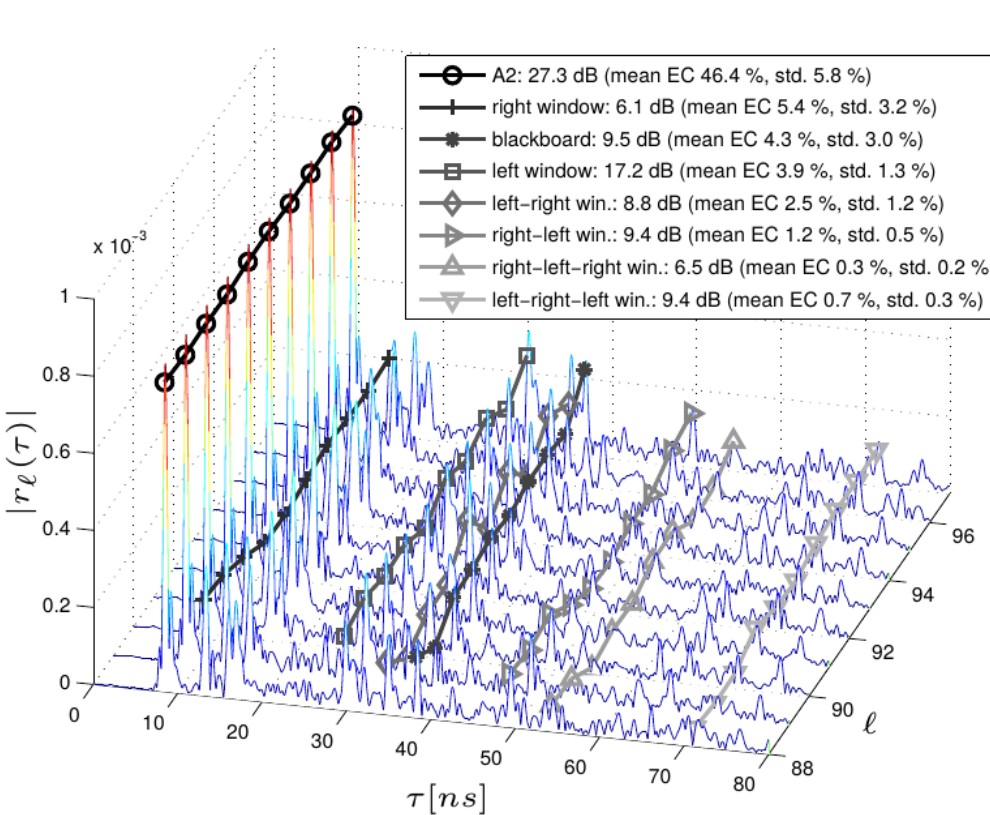 A2: 27.3 dB (mean EC 46.4 %, std. 5.8 %)
right window: 6.1 dB (mean EC 5.4 %, std. 3.2 %)
blackboard: 9.5 dB (mean EC 4.3 %, std. 3.0 %)
left window: 17.2 dB (mean EC 3.9 %, std. 1.3 %)
left−right win.: 8.8 dB (mean EC 2.5 %, std. 1.2 %)
right−left win.: 9.4 dB (mean EC 1.2 %, std. 0.5 %)
right−left−right win.: 6.5 dB (mean EC 0.3 %, std. 0.2 %
left−right−left win.: 9.4 dB (mean EC 0.7 %, std. 0.3 %)
x 10⁻³
1
0.8
0.6
0.4
0.2
0
|rℓ(τ)|
0 10 20 30 40 50 60 70 80
τ[ns]
88 90 92 94 96
ℓ